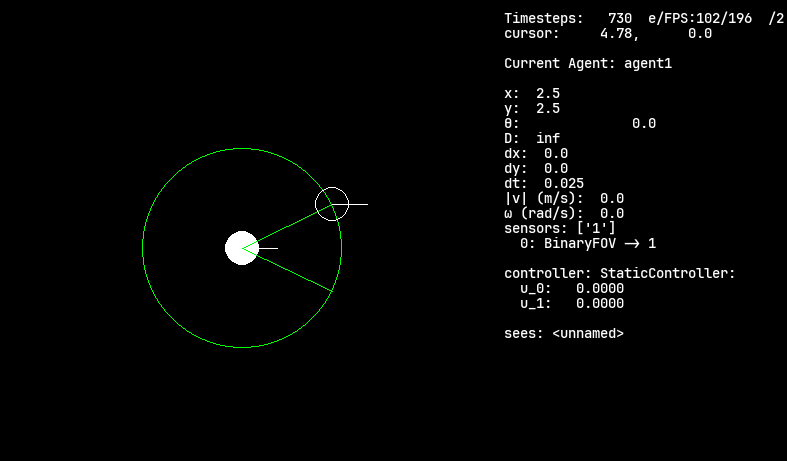 Timesteps:   730  e/FPS:102/196  /2
cursor:     4.78,      0.0
Current Agent: agent1
x:  2.5
y:  2.5
θ:              0.0
D:  inf
dx:  0.0
dy:  0.0
dt:  0.025
|v| (m/s):  0.0
ω (rad/s):  0.0
sensors: ['1']
  0: BinaryFOV → 1
controller: StaticController:
  u_0:   0.0000
  u_1:   0.0000
sees: <unnamed>